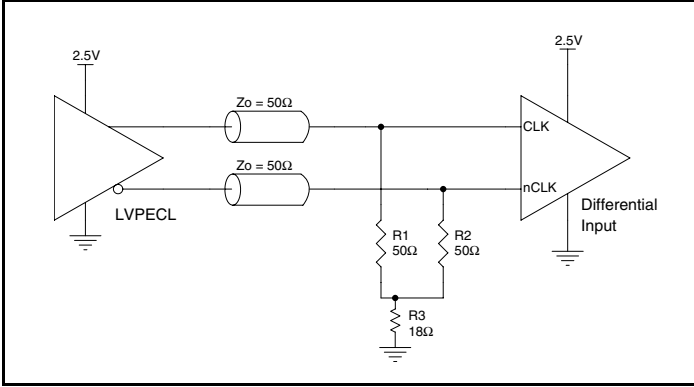 2.5V
2.5V
Zo = 50Ω
CLK
Zo = 50Ω
nCLK
LVPECL
Differential
Input
R1
50Ω
R2
50Ω
R3
18Ω